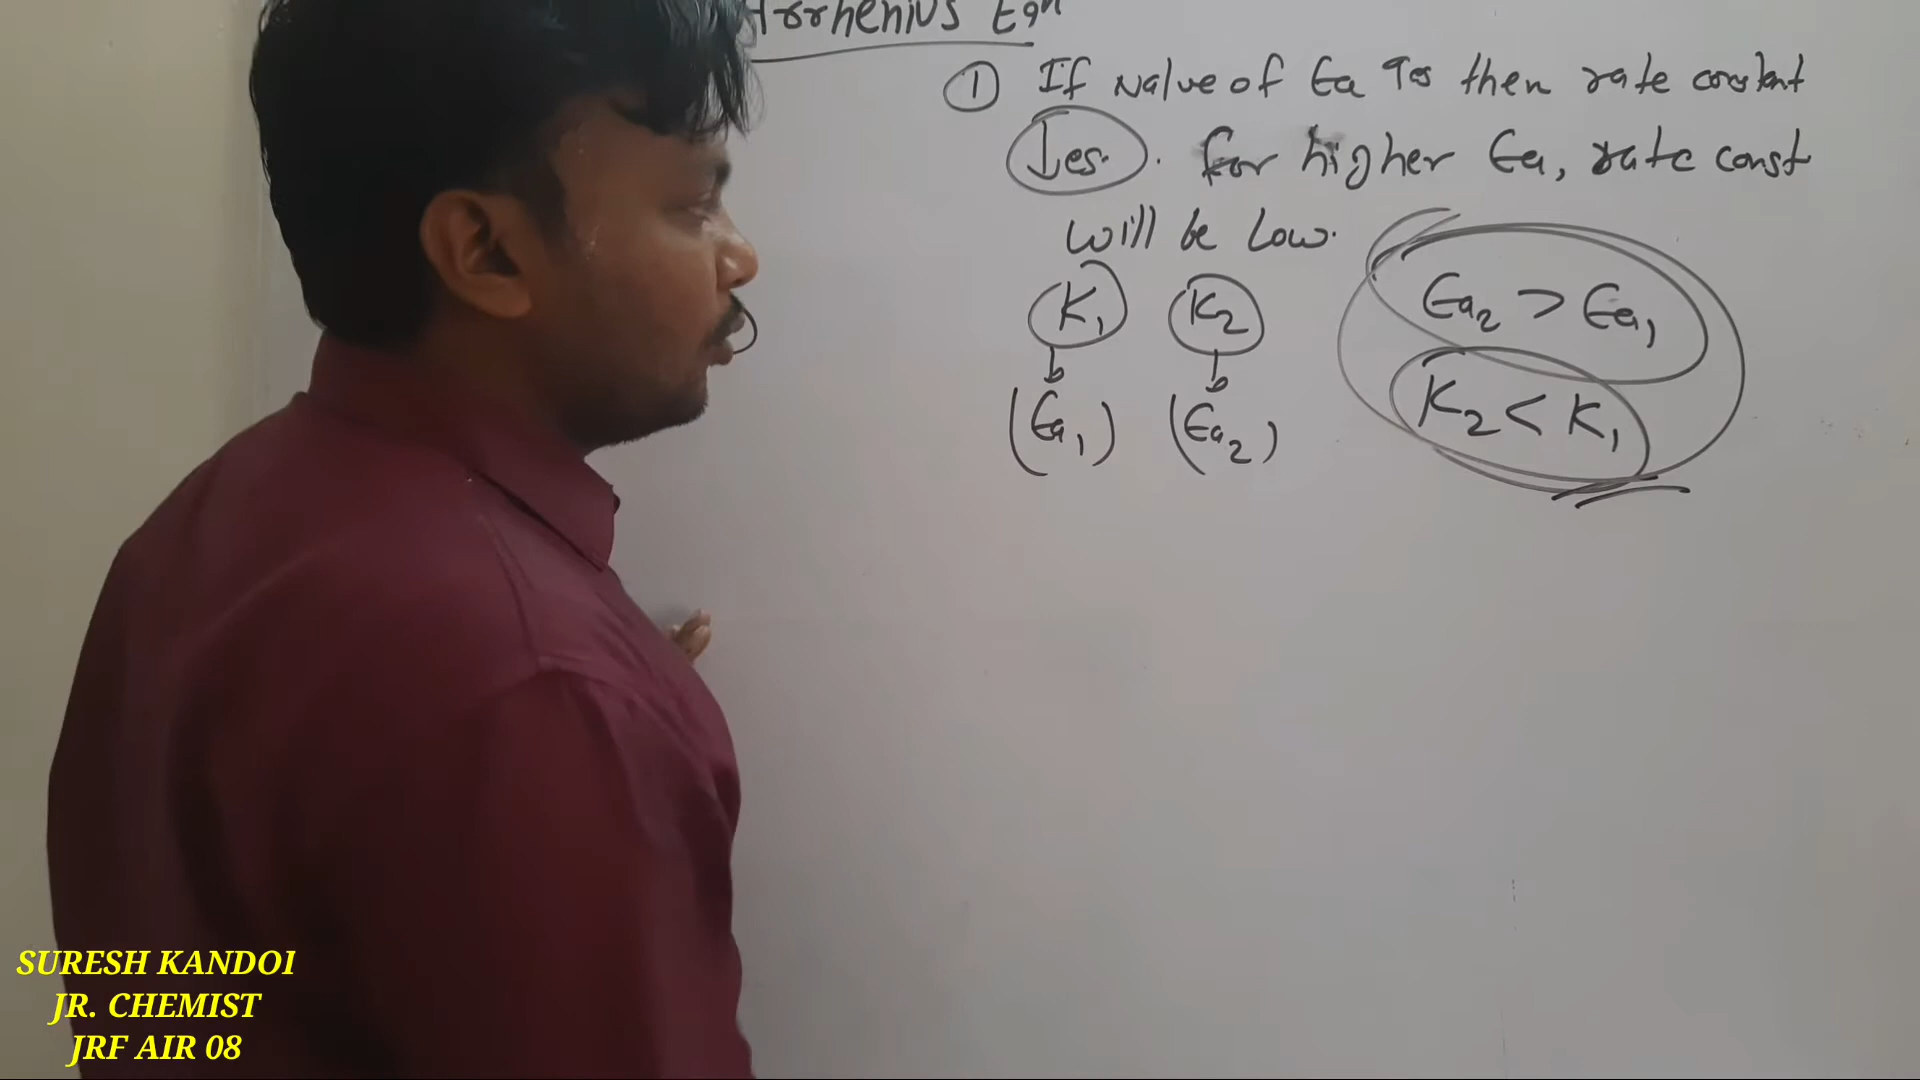 Arrhenius Eqn
① If value of Ea ↑es then rate constant
↓es. For higher Ea, rate const
will be low.
K1 K2
(Ea1) (Ea2)
Ea2 > Ea1
K2 < K1
SURESH KANDOI
JR. CHEMIST
JRF AIR 08